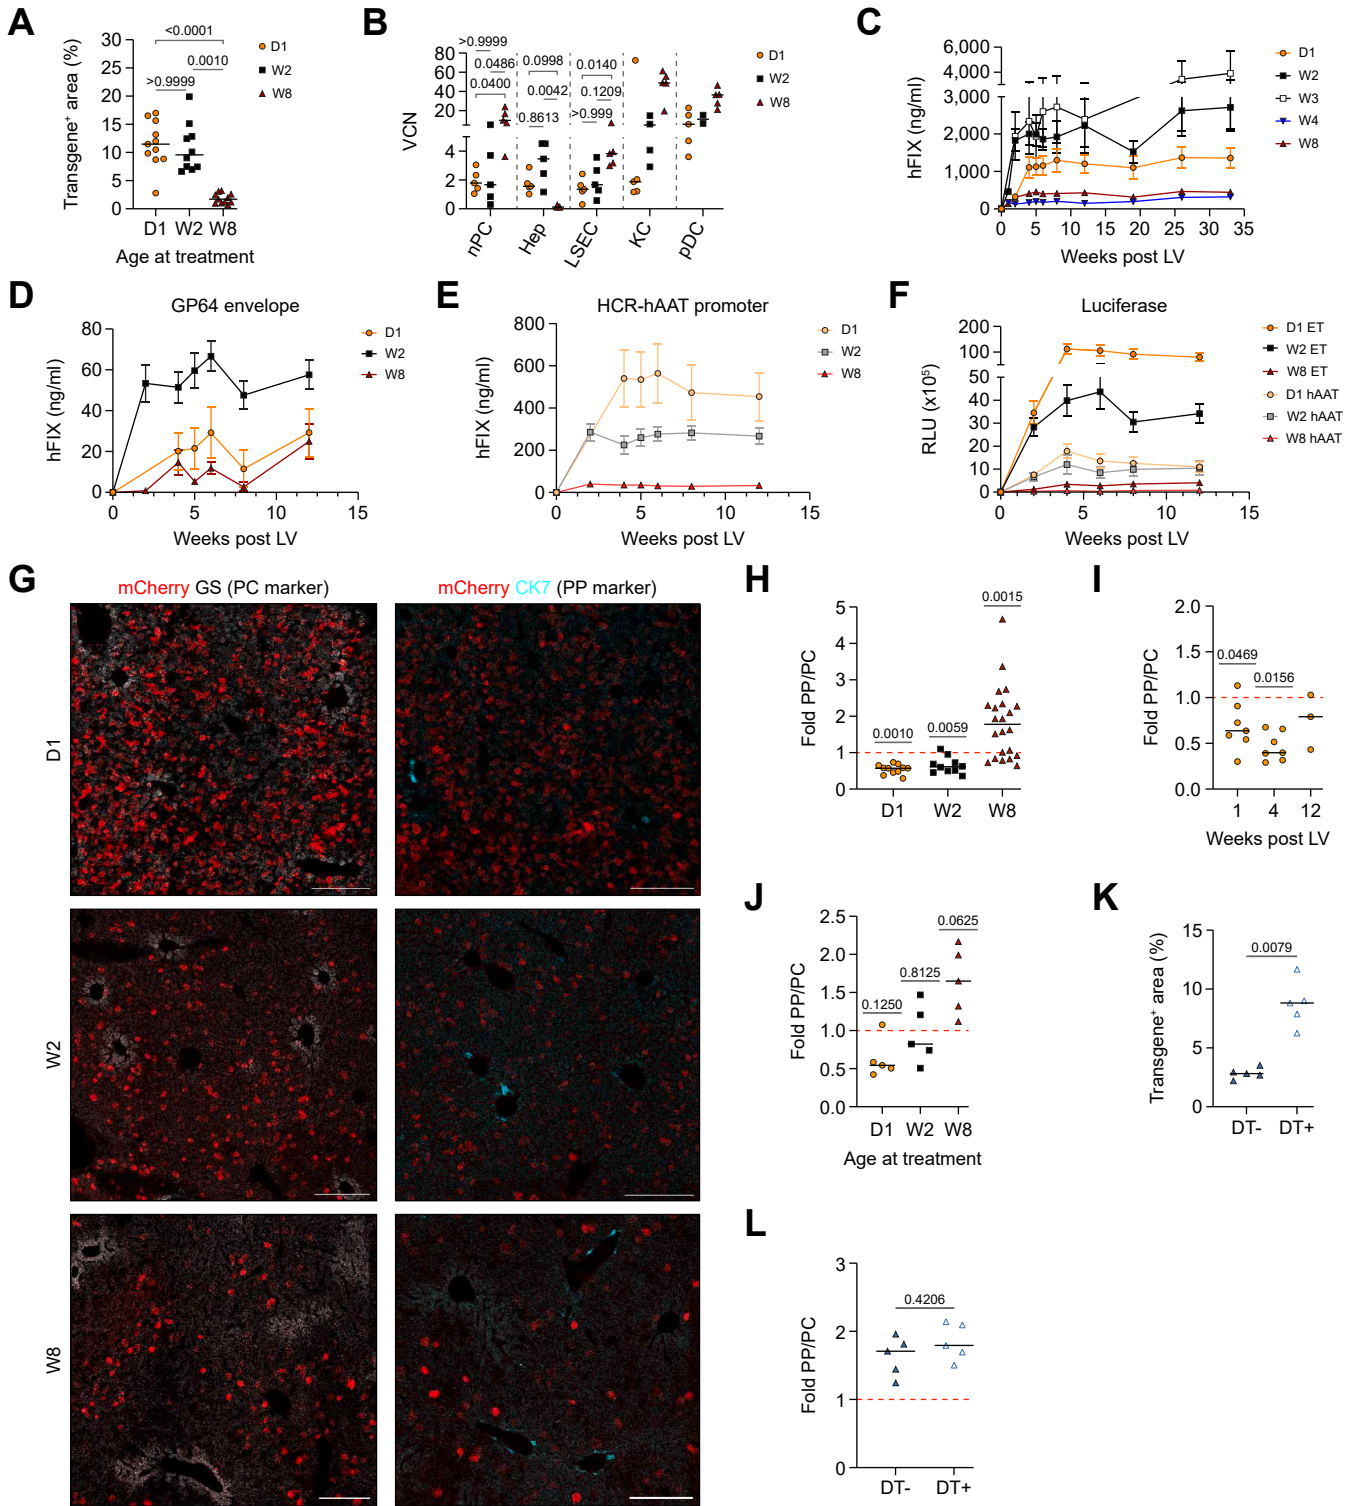 A
Transgene⁺ area (%)
30
25
20
15
10
5
0
<0.0001
0.0010
>0.9999
D1 W2 W8
Age at treatment
D1
W2
W8
B
VCN
80
60
40
20
4
2
0
>0.9999
0.0486
0.0400
0.0998
0.0042
0.8613
0.0140
0.1209
>0.999
nPC
Hep
LSEC
KC
pDC
D1
W2
W8
C
hFIX (ng/ml)
6,000
4,000
3,000
2,000
1,000
0
0 5 10 15 20 25 30 35
Weeks post LV
D1
W2
W3
W4
W8
D
GP64 envelope
hFIX (ng/ml)
80
60
40
20
0
0 5 10 15
Weeks post LV
D1
W2
W8
E
HCR-hAAT promoter
hFIX (ng/ml)
800
600
400
200
0
0 5 10 15
Weeks post LV
D1
W2
W8
F
Luciferase
RLU (x10⁵)
200
100
50
40
30
20
10
0
0 5 10 15
Weeks post LV
D1 ET
W2 ET
W8 ET
D1 hAAT
W2 hAAT
W8 hAAT
G
mCherry GS (PC marker)
mCherry CK7 (PP marker)
D1
W2
W8
H
Fold PP/PC
5
4
3
2
1
0
0.0010
0.0059
0.0015
D1 W2 W8
I
Fold PP/PC
2.0
1.5
1.0
0.5
0.0
0.0469
0.0156
1 4 12
Weeks post LV
J
Fold PP/PC
2.5
2.0
1.5
1.0
0.5
0.0
0.1250
0.8125
0.0625
D1 W2 W8
Age at treatment
K
Transgene⁺ area (%)
15
10
5
0
0.0079
DT- DT+
L
Fold PP/PC
3
2
1
0
0.4206
DT- DT+